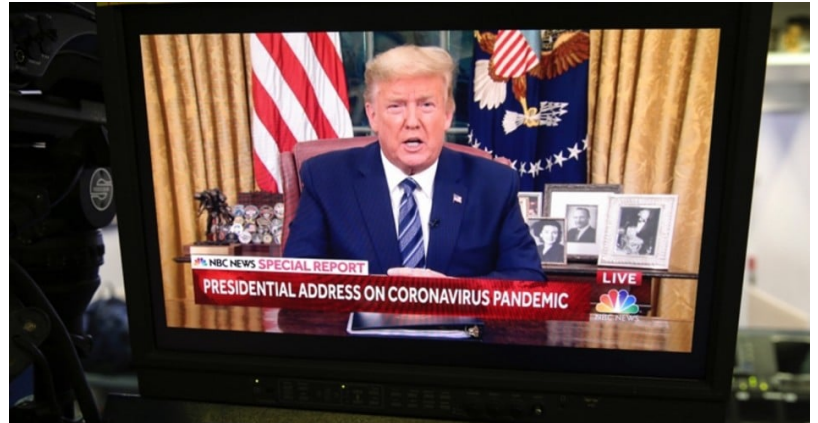 NBC NEWS SPECIAL REPORT
PRESIDENTIAL ADDRESS ON CORONAVIRUS PANDEMIC
LIVE
NBC NEWS